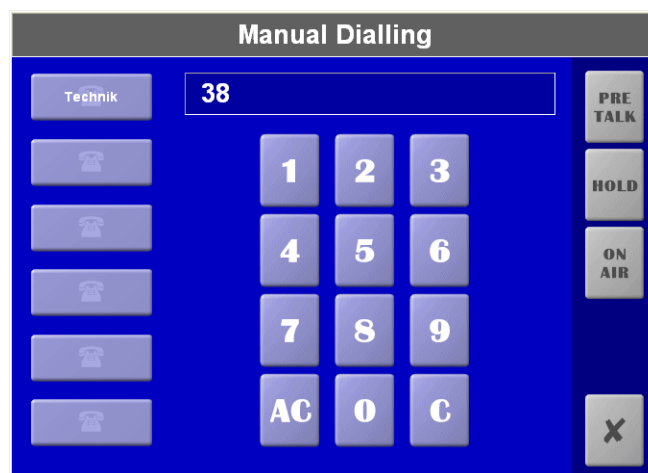 Manual Dialling
Technik
38
PRE
TALK
1 2 3
HOLD
4 5 6
ON
AIR
7 8 9
AC 0 C
✗